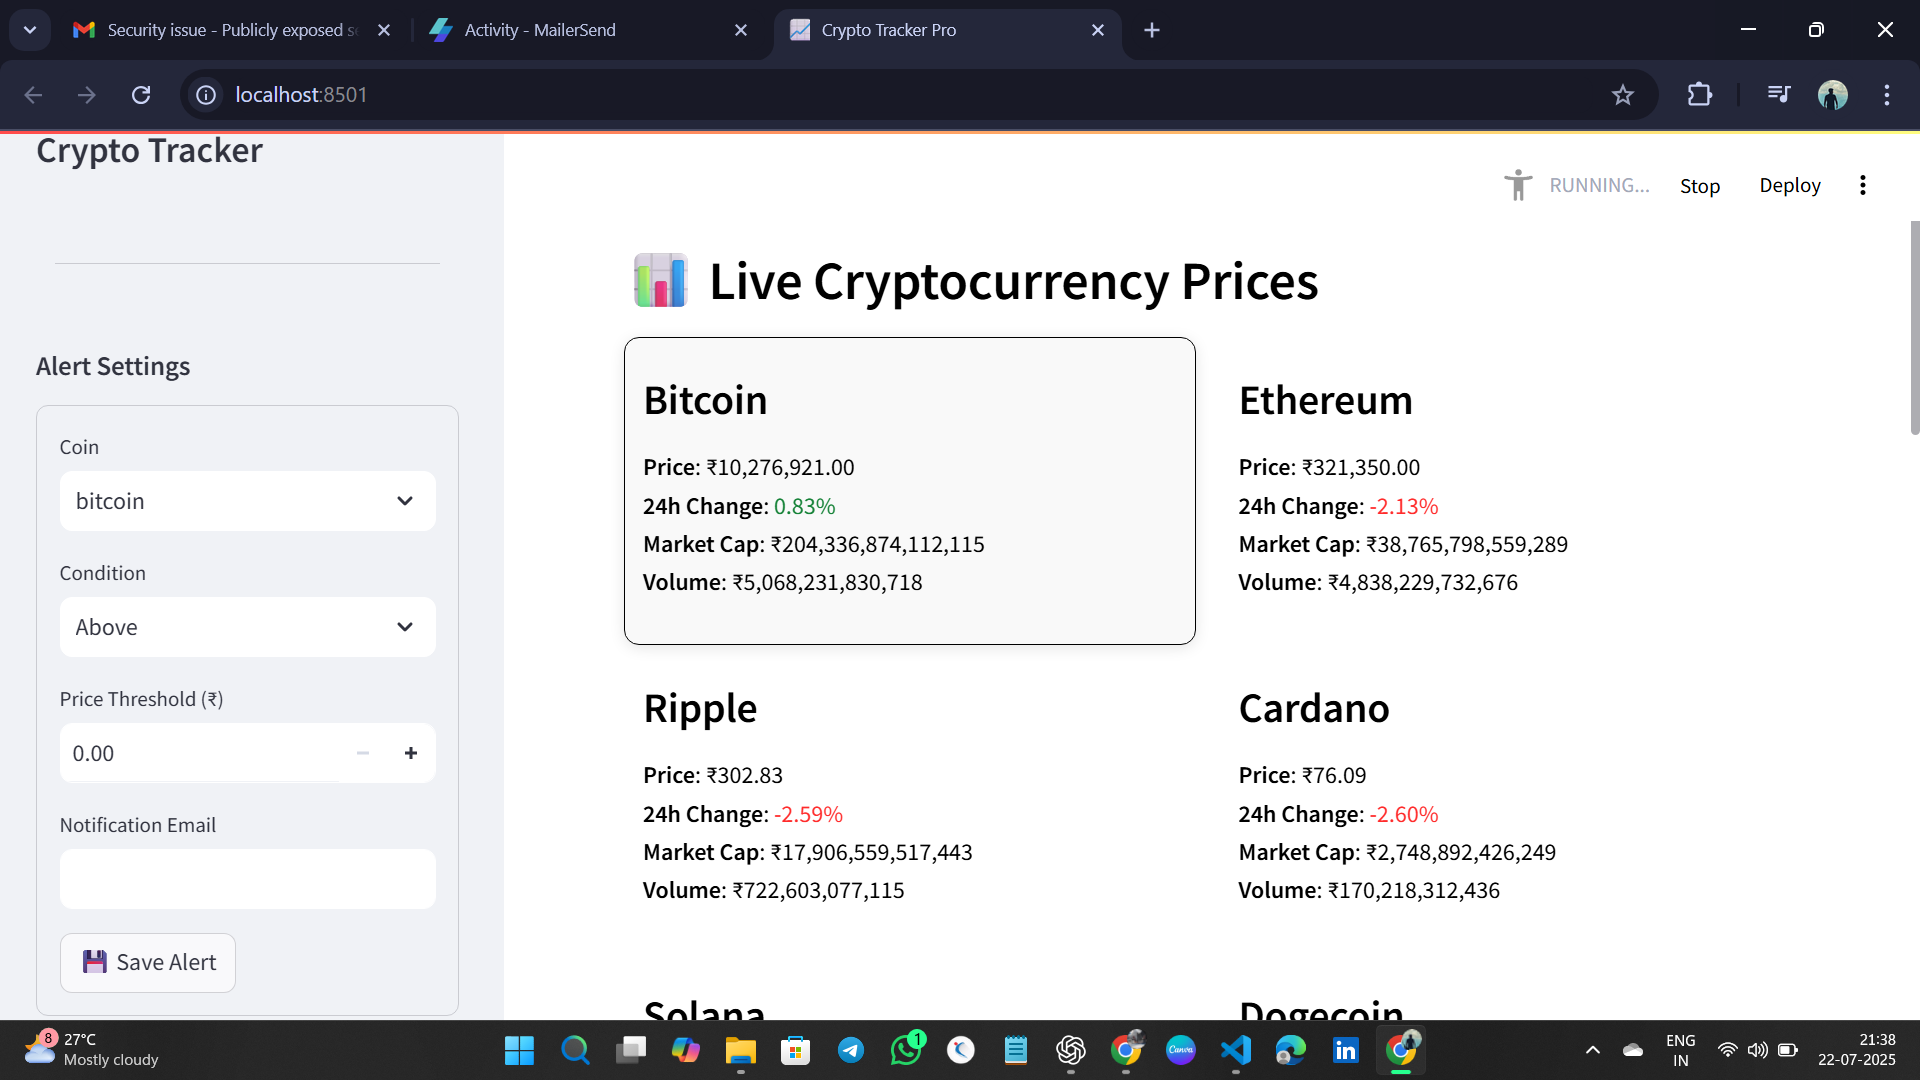 Security issue - Publicly exposed se
Activity - MailerSend
Crypto Tracker Pro
localhost:8501
Crypto Tracker
RUNNING...
Stop
Deploy
Live Cryptocurrency Prices
Alert Settings
Coin
bitcoin
Condition
Above
Price Threshold (₹)
0.00
Notification Email
Save Alert
Bitcoin
Price: ₹10,276,921.00
24h Change: 0.83%
Market Cap: ₹204,336,874,112,115
Volume: ₹5,068,231,830,718
Ethereum
Price: ₹321,350.00
24h Change: -2.13%
Market Cap: ₹38,765,798,559,289
Volume: ₹4,838,229,732,676
Ripple
Price: ₹302.83
24h Change: -2.59%
Market Cap: ₹17,906,559,517,443
Volume: ₹722,603,077,115
Cardano
Price: ₹76.09
24h Change: -2.60%
Market Cap: ₹2,748,892,426,249
Volume: ₹170,218,312,436
Solana
Dogecoin
8
27°C
Mostly cloudy
1
Canva
in
ENG
IN
21:38
22-07-2025